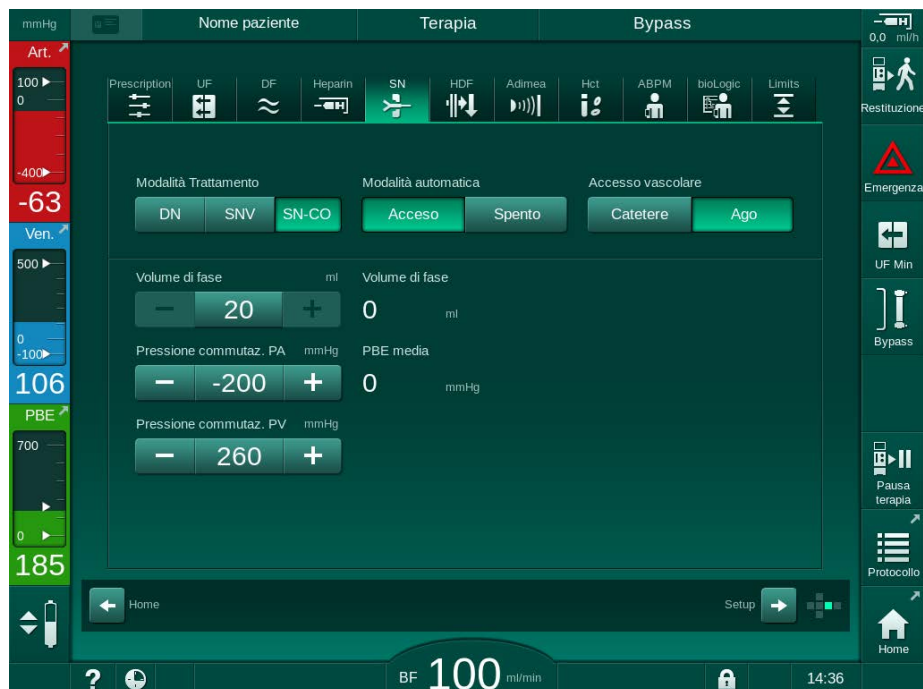 mmHg
Nome paziente
Terapia
Bypass
0,0 ml/h
Art.
100
0
-400
-63
Ven.
500
0
-100
106
PBE
700
0
185
Prescription
UF
DF
Heparin
SN
HDF
Adimea
Hct
ABPM
bioLogic
Limits
Modalità Trattamento
DN SNV SN-CO
Modalità automatica
Acceso Spento
Accesso vascolare
Catetere Ago
Volume di fase ml
− 20 +
Volume di fase
0 ml
Pressione commutaz. PA mmHg
− -200 +
PBE media
0 mmHg
Pressione commutaz. PV mmHg
− 260 +
Home
Setup
Restituzione
Emergenza
UF Min
Bypass
Pausa
terapia
Protocollo
Home
?
BF 100 ml/min
14:36